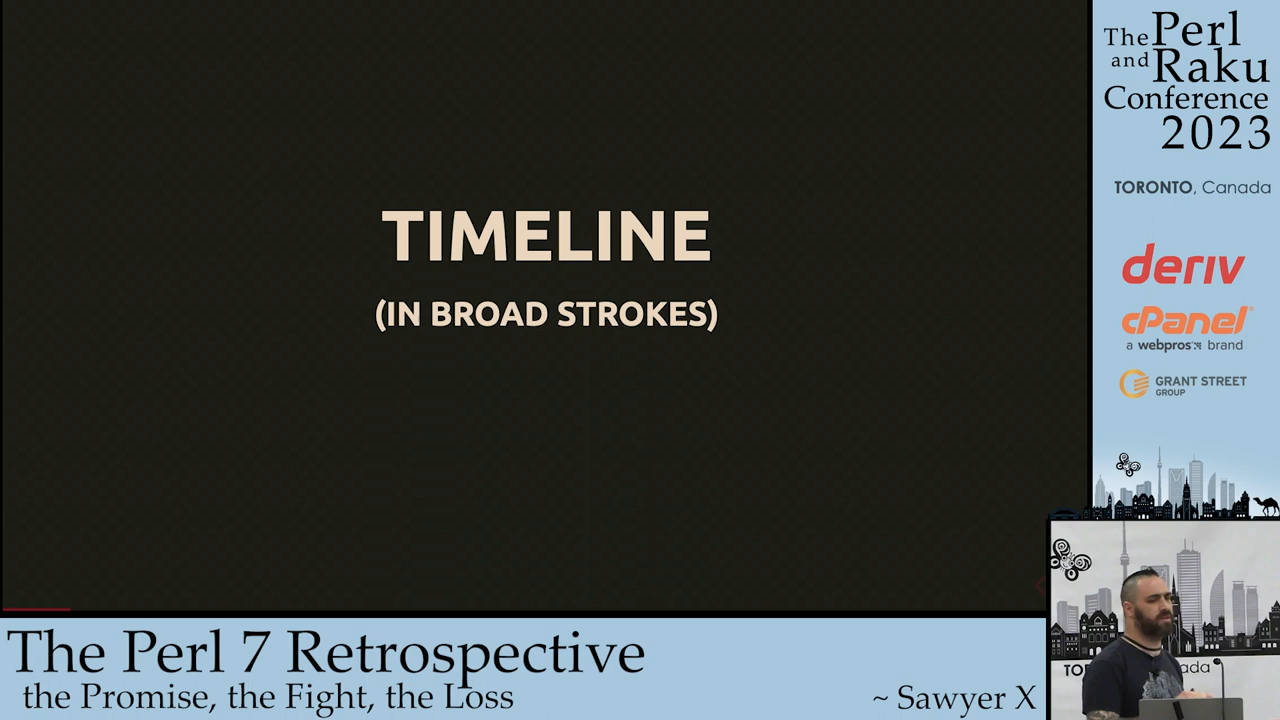 TIMELINE
(IN BROAD STROKES)
The Perl
and Raku
Conference
2023
TORONTO, Canada
deriv
cPanel®
a webpros brand
GRANT STREET
GROUP
The Perl 7 Retrospective
the Promise, the Fight, the Loss
~ Sawyer X